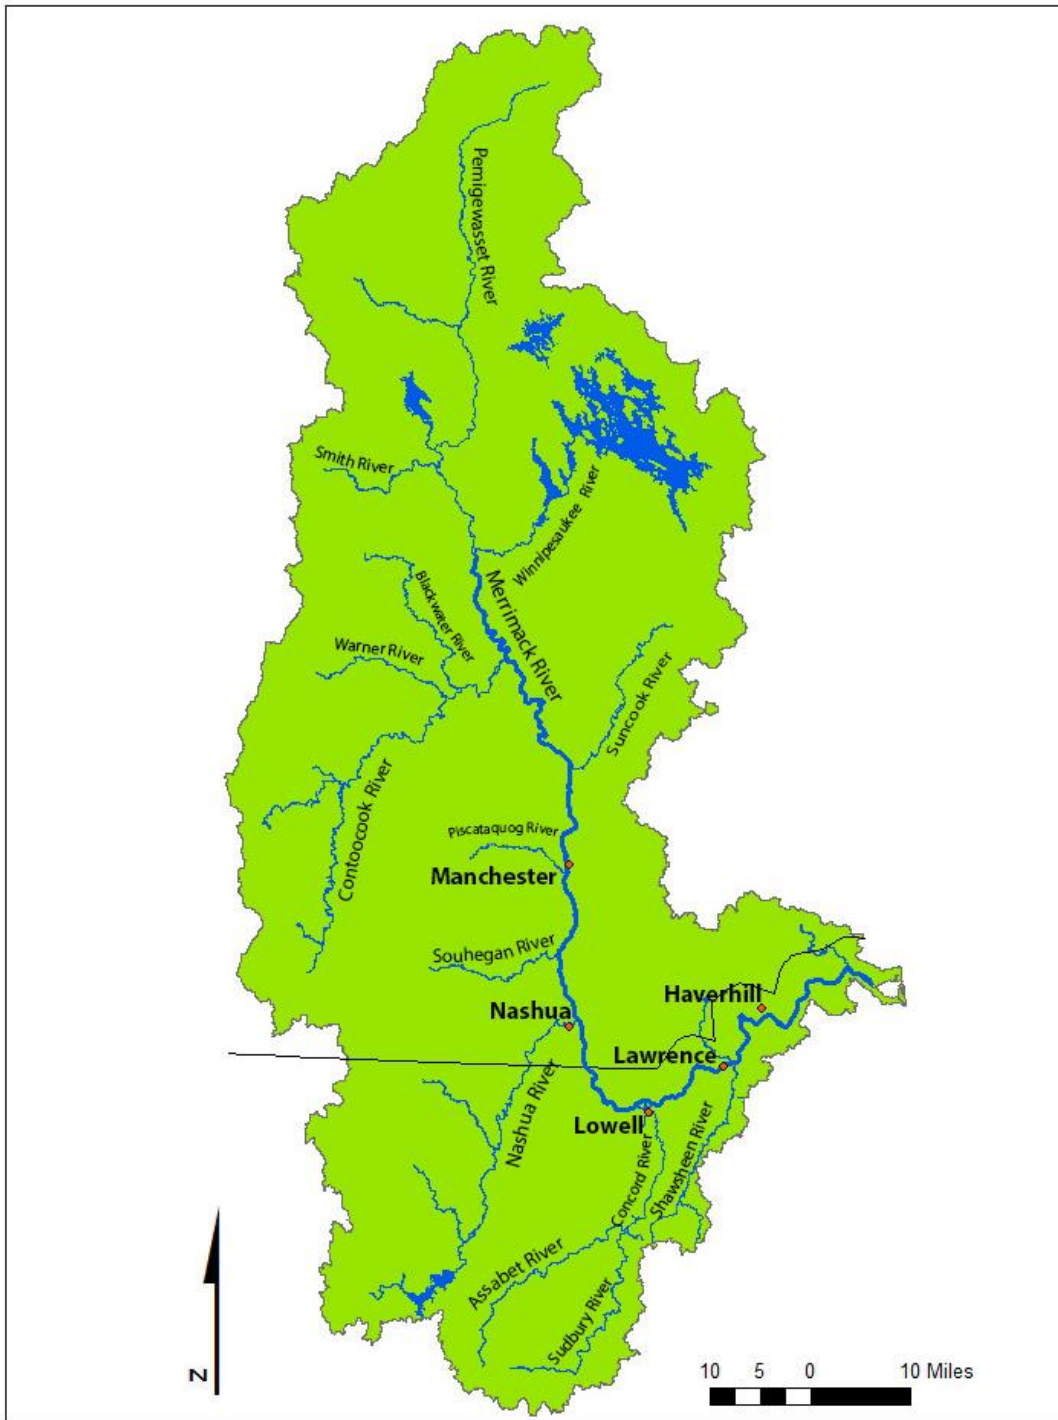 Pemigewasset River
Smith River
Winnipesaukee River
Merrimack River
Blackwater River
Warner River
Suncook River
Contoocook River
Piscataquog River
Manchester
Souhegan River
Haverhill
Nashua
Lawrence
Nashua River
Lowell
Concord River
Shawsheen River
Assabet River
Sudbury River
N
10 5 0 10 Miles